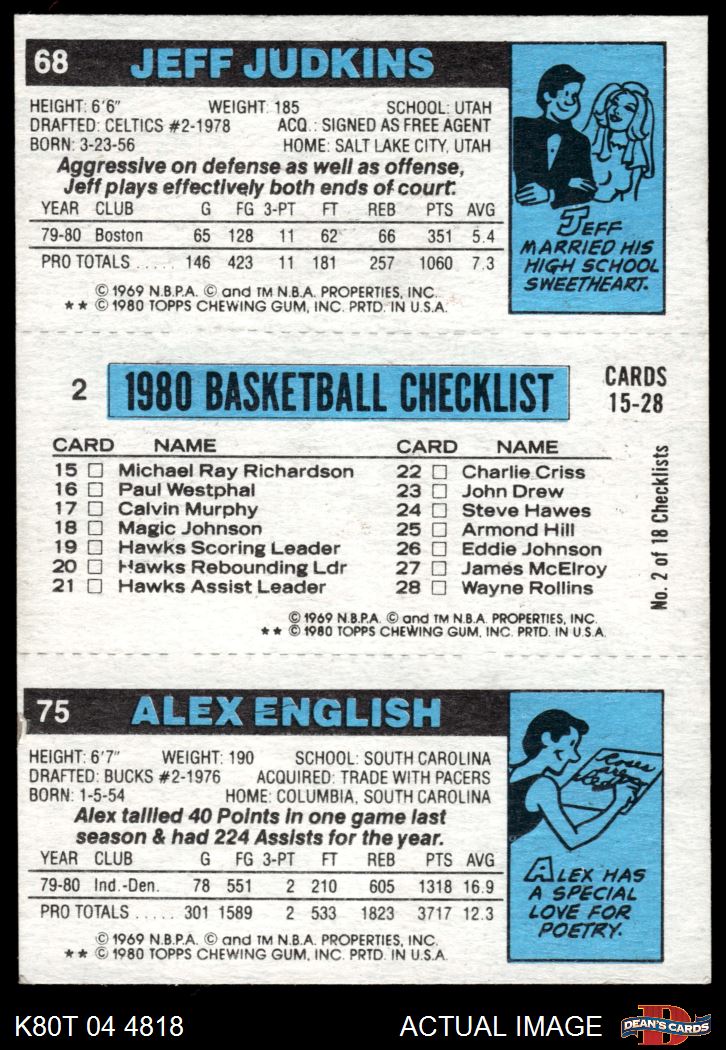 68 JEFF JUDKINS
HEIGHT: 6'6" WEIGHT: 185 SCHOOL: UTAH
DRAFTED: CELTICS #2-1978 ACQ.: SIGNED AS FREE AGENT
BORN: 3-23-56 HOME: SALT LAKE CITY, UTAH
Aggressive on defense as well as offense,
Jeff plays effectively both ends of court.
YEAR CLUB G FG 3-PT FT REB PTS AVG
79-80 Boston 65 128 11 62 66 351 5.4
PRO TOTALS ..... 146 423 11 181 257 1060 7.3
© 1969 N.B.P.A. © and TM N.B.A. PROPERTIES, INC.
** © 1980 TOPPS CHEWING GUM, INC. PRTD. IN U.S.A.
JEFF
MARRIED HIS
HIGH SCHOOL
SWEETHEART.
2 1980 BASKETBALL CHECKLIST CARDS
15-28
CARD NAME CARD NAME
15 □ Michael Ray Richardson 22 □ Charlie Criss
16 □ Paul Westphal 23 □ John Drew
17 □ Calvin Murphy 24 □ Steve Hawes
18 □ Magic Johnson 25 □ Armond Hill
19 □ Hawks Scoring Leader 26 □ Eddie Johnson
20 □ Hawks Rebounding Ldr 27 □ James McElroy
21 □ Hawks Assist Leader 28 □ Wayne Rollins
No. 2 of 18 Checklists
© 1969 N.B.P.A. © and TM N.B.A. PROPERTIES, INC.
** © 1980 TOPPS CHEWING GUM, INC. PRTD. IN U.S.A.
75 ALEX ENGLISH
HEIGHT: 6'7" WEIGHT: 190 SCHOOL: SOUTH CAROLINA
DRAFTED: BUCKS #2-1976 ACQUIRED: TRADE WITH PACERS
BORN: 1-5-54 HOME: COLUMBIA, SOUTH CAROLINA
Alex tallied 40 Points in one game last
season & had 224 Assists for the year.
YEAR CLUB G FG 3-PT FT REB PTS AVG
79-80 Ind.-Den. 78 551 2 210 605 1318 16.9
PRO TOTALS ..... 301 1589 2 533 1823 3717 12.3
© 1969 N.B.P.A. © and TM N.B.A. PROPERTIES, INC.
** © 1980 TOPPS CHEWING GUM, INC. PRTD. IN U.S.A.
Roses
are
Red
ALEX HAS
A SPECIAL
LOVE FOR
POETRY.
K80T 04 4818 ACTUAL IMAGE
D
DEAN'S CARDS